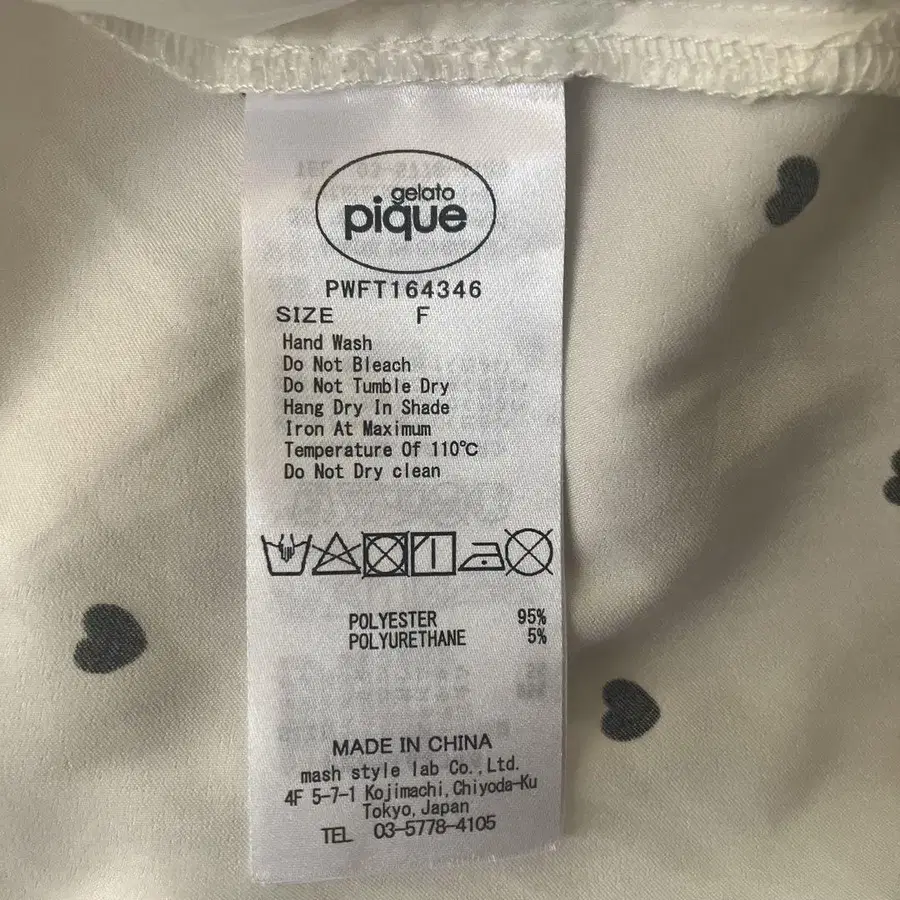 gelato
pique
PWFT164346
SIZE F
Hand Wash
Do Not Bleach
Do Not Tumble Dry
Hang Dry In Shade
Iron At Maximum
Temperature Of 110℃
Do Not Dry clean
POLYESTER 95%
POLYURETHANE 5%
MADE IN CHINA
mash style lab Co.,Ltd.
4F 5-7-1 Kojimachi,Chiyoda-Ku
Tokyo,Japan
TEL 03-5778-4105